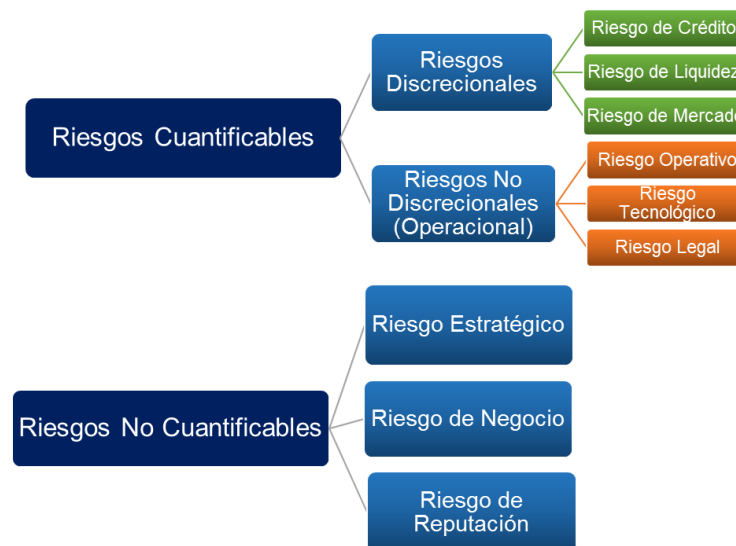 Riesgos Cuantificables
Riesgos
Discrecionales
Riesgo de Crédito
Riesgo de Liquidez
Riesgo de Mercado
Riesgos No
Discrecionales
(Operacional)
Riesgo Operativo
Riesgo
Tecnológico
Riesgo Legal
Riesgos No Cuantificables
Riesgo Estratégico
Riesgo de Negocio
Riesgo de
Reputación